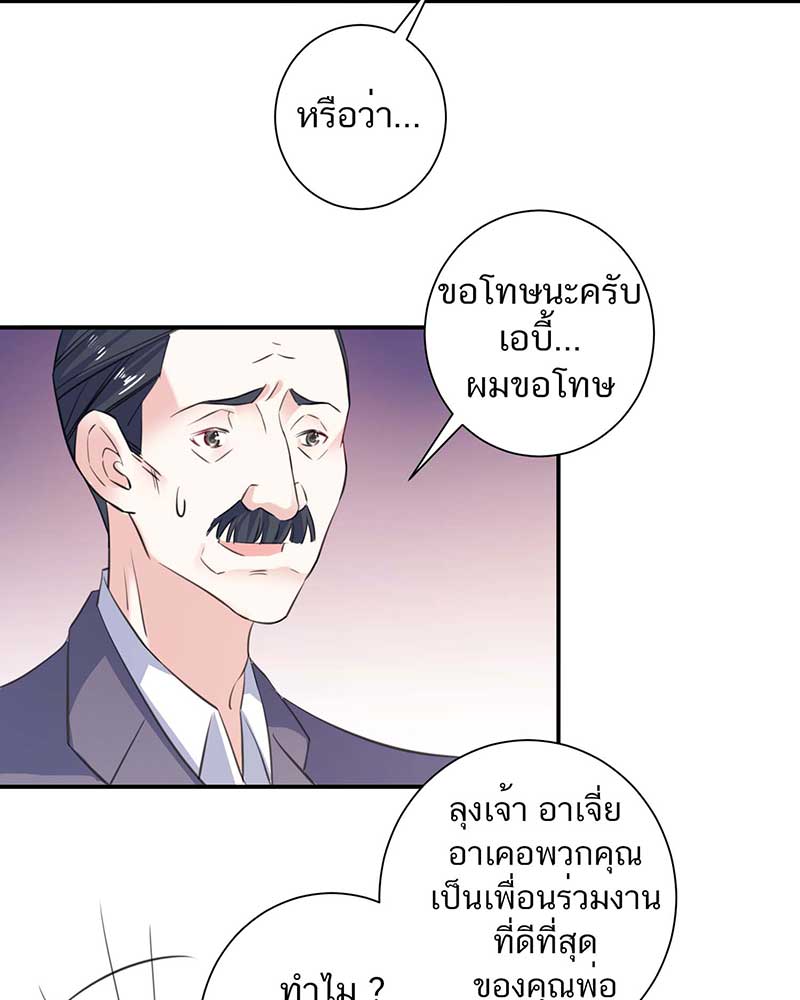 หรือว่า...
ขอโทษนะครับ
เอบี้...
ผมขอโทษ
ลุงเจ้า อาเจี่ย
อาเคอพวกคุณ
เป็นเพื่อนร่วมงาน
ที่ดีที่สุด
ของคุณพ่อ
ทำไม ?